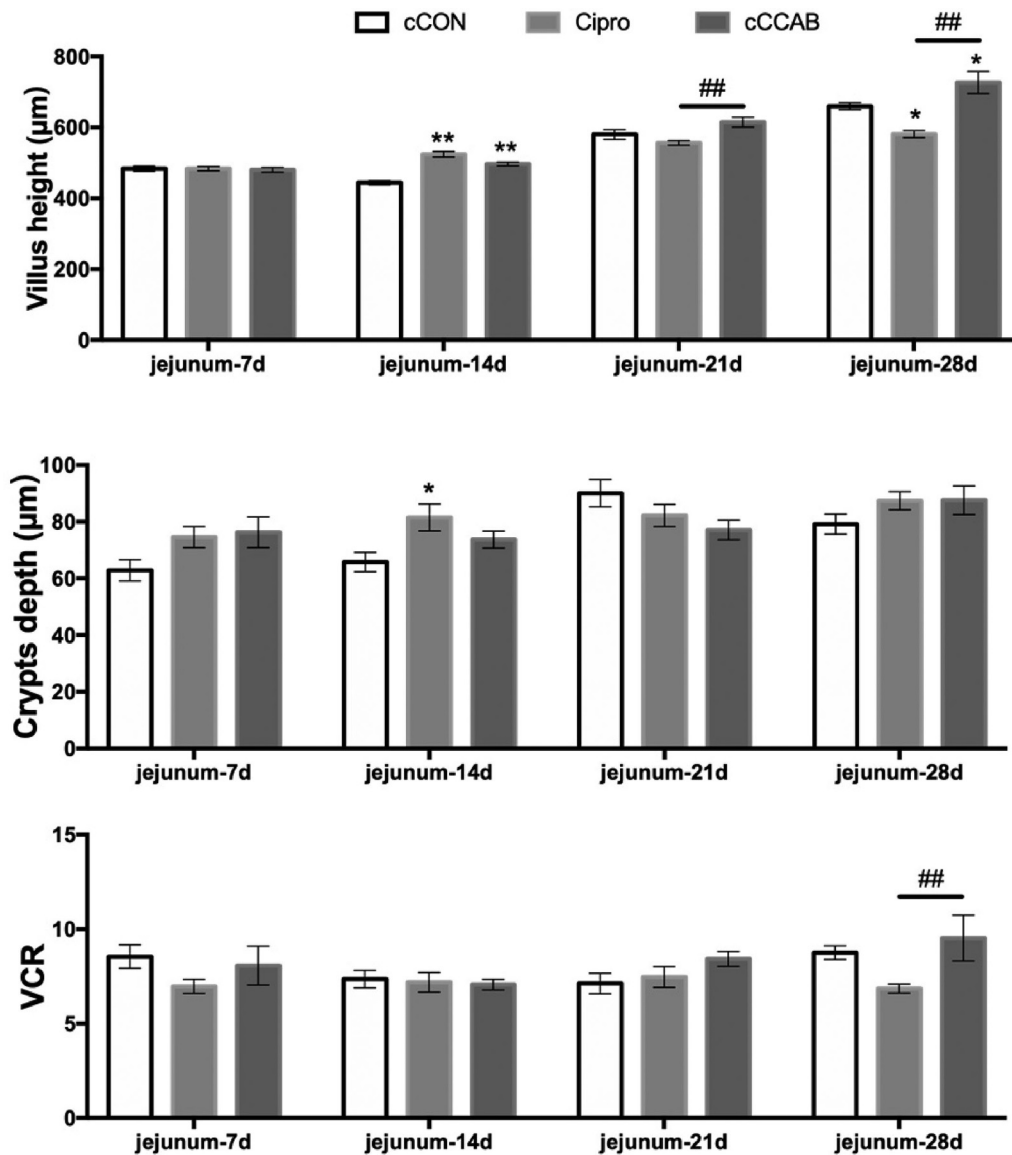 cCON Cipro cCCAB
Villus height (µm)
800
600
400
200
0
** ** ## * ## *
jejunum-7d jejunum-14d jejunum-21d jejunum-28d
Crypts depth (µm)
100
80
60
40
20
0
*
jejunum-7d jejunum-14d jejunum-21d jejunum-28d
VCR
15
10
5
0
##
jejunum-7d jejunum-14d jejunum-21d jejunum-28d